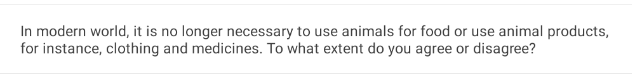 In modern world, it is no longer necessary to use animals for food or use animal products,
for instance, clothing and medicines. To what extent do you agree or disagree?